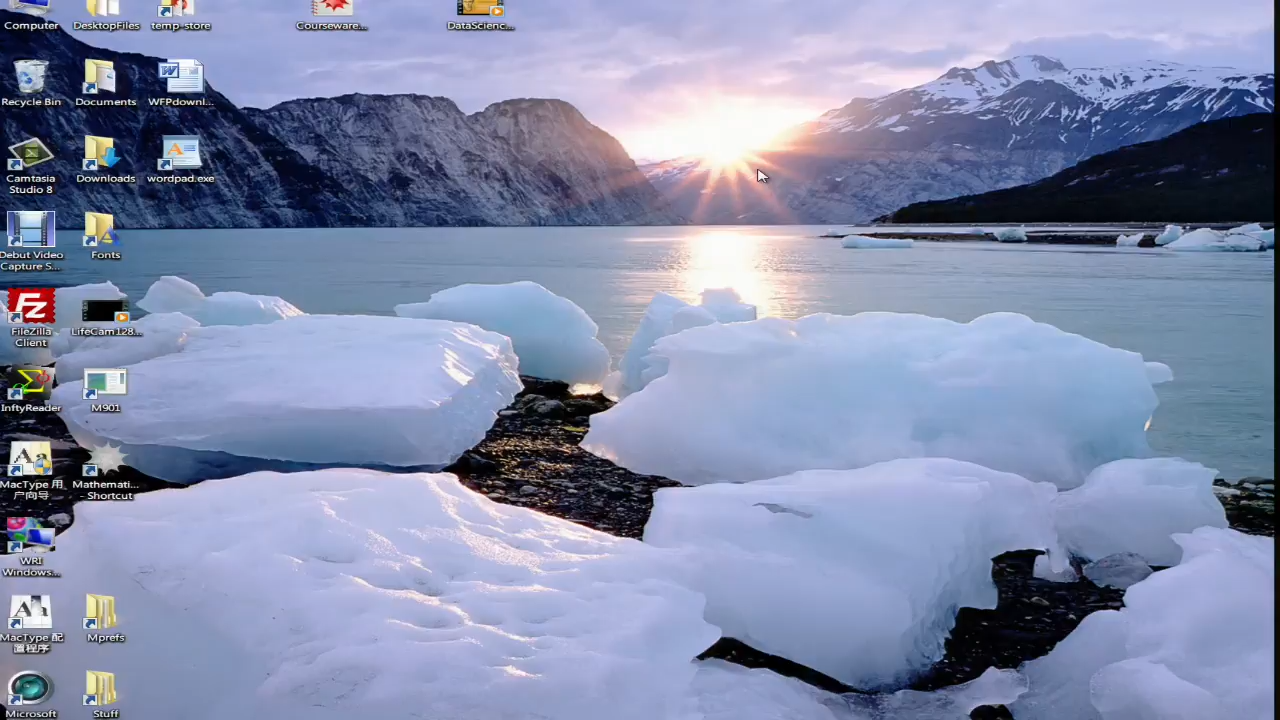 Computer
DesktopFiles
temp-store
Courseware...
DataScienc...
Recycle Bin
Documents
WFPdownl...
Camtasia
Studio 8
Downloads
wordpad.exe
Debut Video
Capture S...
Fonts
FileZilla
Client
LifeCam128...
InftyReader
M901
MacType 用
户向导
Mathemati...
- Shortcut
WRI
Windows...
MacType 配
置程序
Mprefs
Microsoft
Stuff